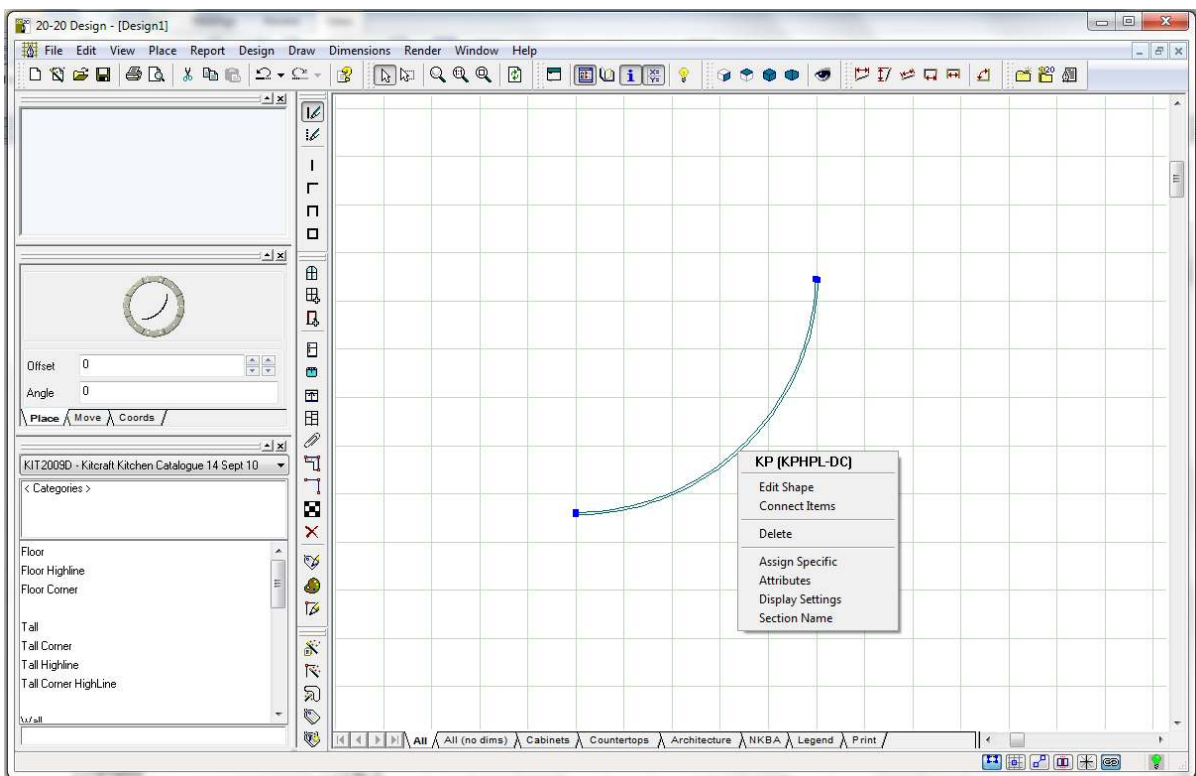 20-20 Design - [Design1]
File Edit View Place Report Design Draw Dimensions Render Window Help
Offset 0
Angle 0
Place Move Coords
KIT2009D - Kitcraft Kitchen Catalogue 14 Sept 10
< Categories >
Floor
Floor Highline
Floor Corner
Tall
Tall Corner
Tall Highline
Tall Corner HighLine
Wall
KP (KPHPL-DC)
Edit Shape
Connect Items
Delete
Assign Specific
Attributes
Display Settings
Section Name
All All (no dims) Cabinets Countertops Architecture NKBA Legend Print